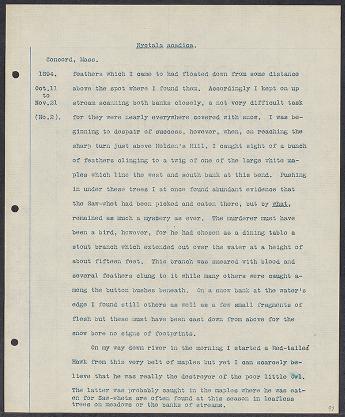 Nyctala acadica.
Concord, Mass.
1894. feathers which I came to had floated down from some distance
Oct.11 above the spot where I found them. Accordingly I kept on up
to stream scanning both banks closely, a not very difficult task
Nov.21 for they were nearly everywhere covered with snow. I was be-
(No.2). ginning to despair of success, however, when, on reaching the
sharp turn just above Holden's Hill, I caught sight of a bunch
of feathers clinging to a twig of one of the large white ma-
ples which line the west and south bank at this bend. Pushing
in under these trees I at once found abundant evidence that
the Saw-whet had been picked and eaten there, but by what,
remained as much a mystery as ever. The murderer must have
been a bird, however, for he had chosen as a dining table a
stout branch which extended out over the water at a height of
about fifteen feet. This branch was smeared with blood and
several feathers clung to it while many others were caught a-
mong the button bushes beneath. On a snow bank at the water's
edge I found still others as well as a few small fragments of
flesh but these must have been cast down from above for the
snow bore no signs of footprints.
On my way down river in the morning I started a Red-tailed
Hawk from this very belt of maples but yet I can scarcely be-
lieve that he was really the destroyer of the poor little Owl.
The latter was probably caught in the maples where he was eat-
en for Saw-whets are often found at this season in leafless
trees on meadows or the banks of streams.